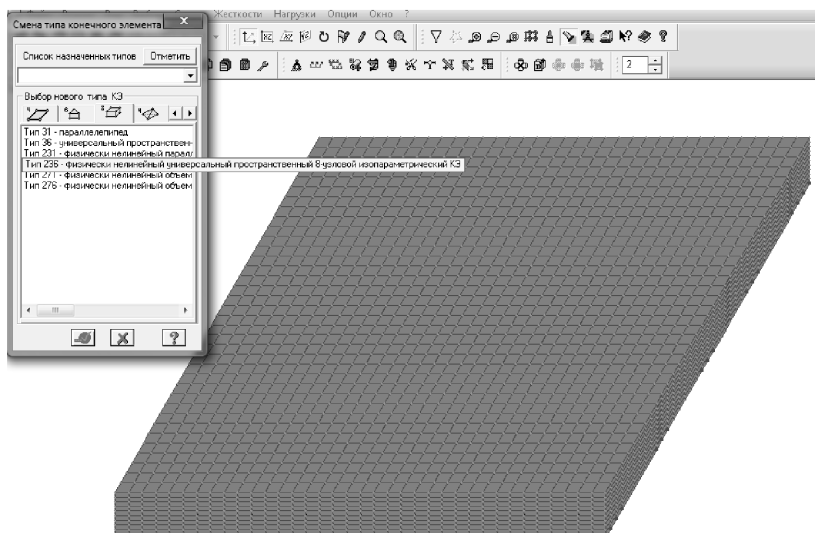 Жесткости Нагрузки Опции Окно ?
Смена типа конечного элемента
Список назначенных типов Отметить
Выбор нового типа КЭ
2
Тип 31 - параллелепипед
Тип 36 - универсальный пространствен
Тип 231 - физически нелинейный парал
Тип 236 - физически нелинейный универсальный пространственный 8-узловой изопараметрический КЭ
Тип 271 - физически нелинейный объем
Тип 276 - физически нелинейный объем